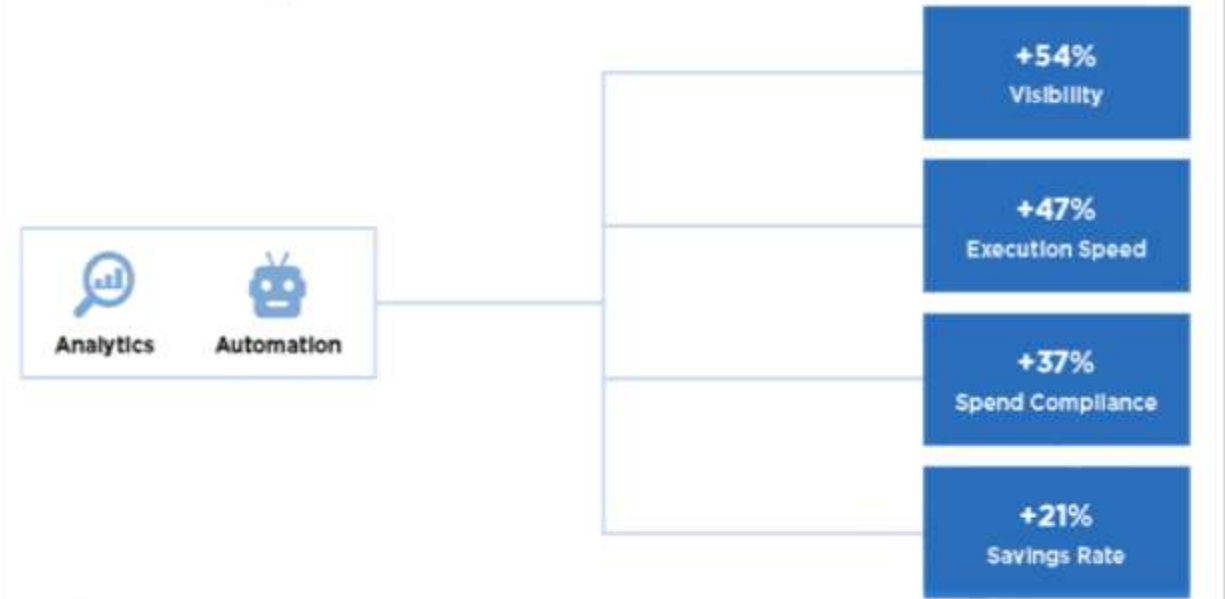 Analytics
Automation
+54%
Visibility
+47%
Execution Speed
+37%
Spend Compliance
+21%
Savings Rate